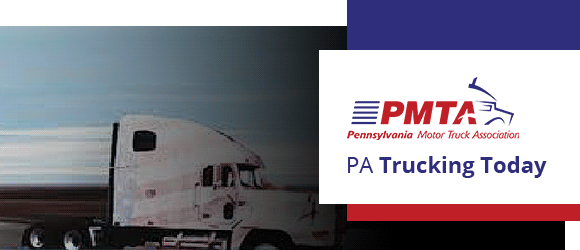 PMTA
Pennsylvania Motor Truck Association
PA Trucking Today